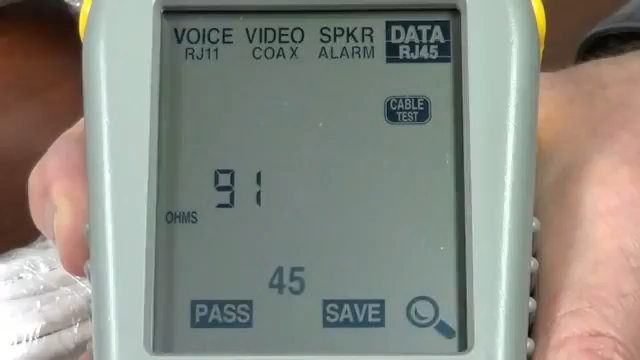 VOICE VIDEO SPKR DATA
RJ11 COAX ALARM RJ45
CABLE
TEST
91
OHMS
45
PASS SAVE